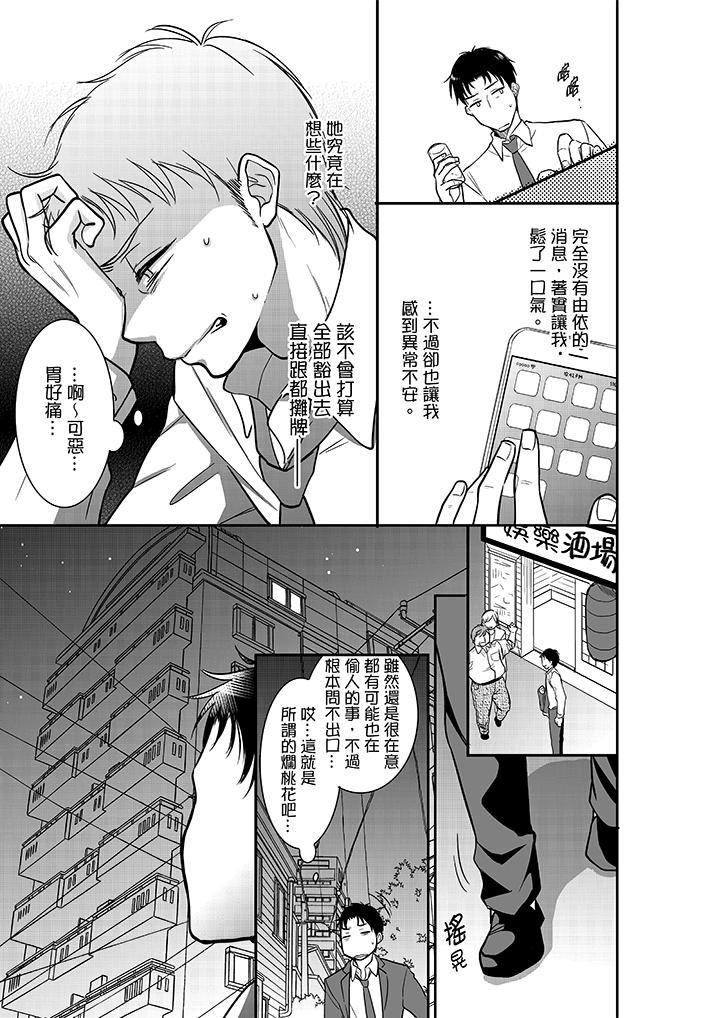 咯咯…
完全沒有由依的
消息，著實讓我
鬆了一口氣。
…不過卻也讓我
感到異常不安。
12:42 PM
她究竟在
想些什麼？
該不會打算
全部豁出去
直接跟都攤牌──
…啊～可惡…
胃好痛…
娛樂酒場
搖晃
雖然還是很在意
都有可能也在
偷人的事，不過
根本問不出口…
哎…這就是
所謂的爛桃花吧…